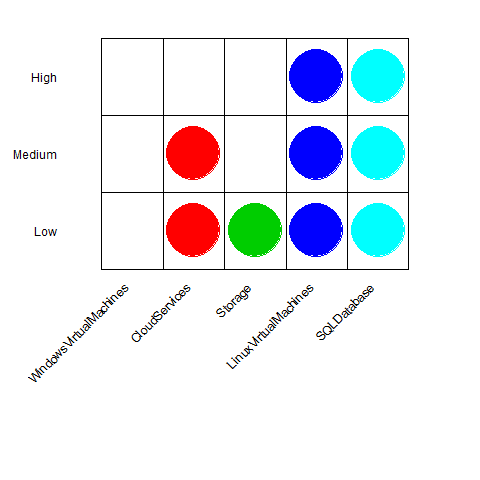 High
Medium
Low
WindowsVirtualMachines
CloudServices
Storage
LinuxVirtualMachines
SQLDatabase